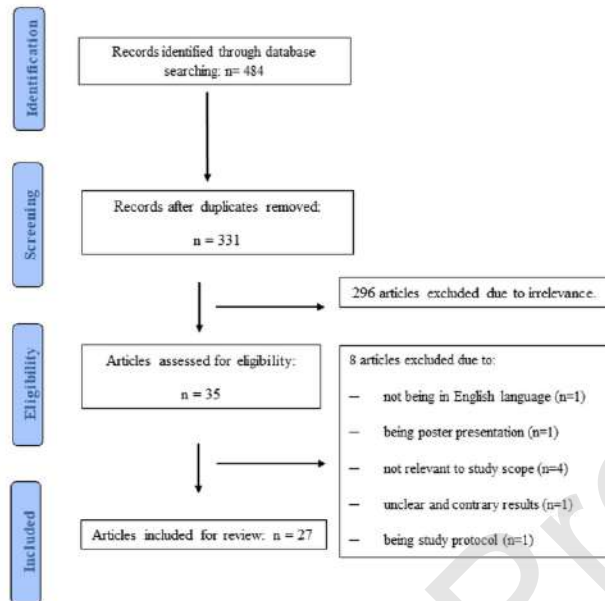 Identification
Records identified through database
searching: n= 484
Screening
Records after duplicates removed:
n = 331
296 articles excluded due to irrelevance.
Eligibility
Articles assessed for eligibility:
n = 35
8 articles excluded due to:
— not being in English language (n=1)
— being poster presentation (n=1)
— not relevant to study scope (n=4)
— unclear and contrary results (n=1)
— being study protocol (n=1)
Included
Articles included for review: n = 27